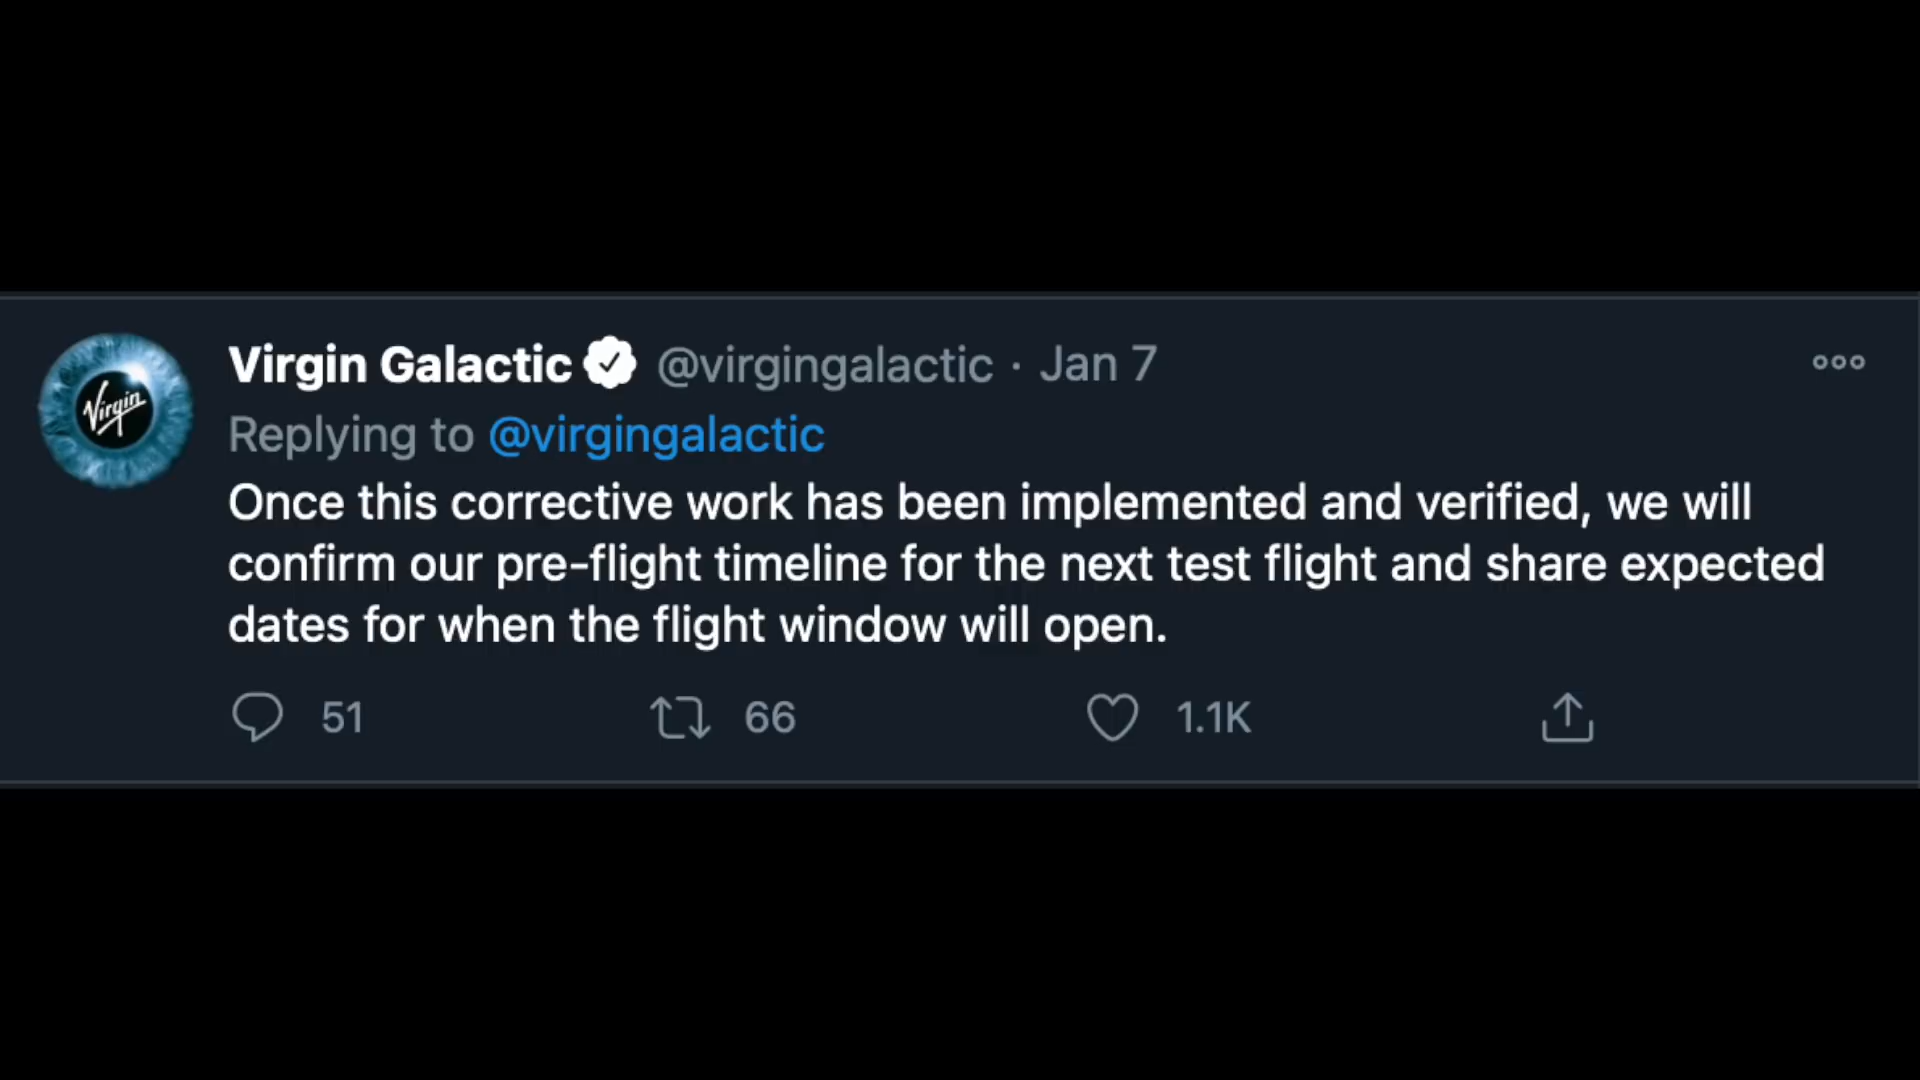 Virgin
Virgin Galactic @virgingalactic · Jan 7
Replying to @virgingalactic
Once this corrective work has been implemented and verified, we will
confirm our pre-flight timeline for the next test flight and share expected
dates for when the flight window will open.
51 66 1.1K